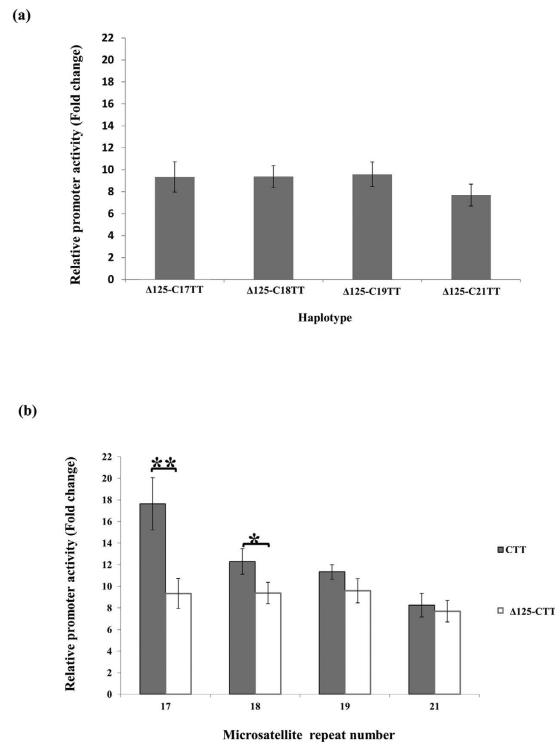 (a)
Relative promoter activity (Fold change)
22
20
18
16
14
12
10
8
6
4
2
0
Δ125-C17TT Δ125-C18TT Δ125-C19TT Δ125-C21TT
Haplotype
(b)
Relative promoter activity (Fold change)
22
20
18
16
14
12
10
8
6
4
2
0
**
*
17 18 19 21
Microsatellite repeat number
CTT
Δ125-CTT